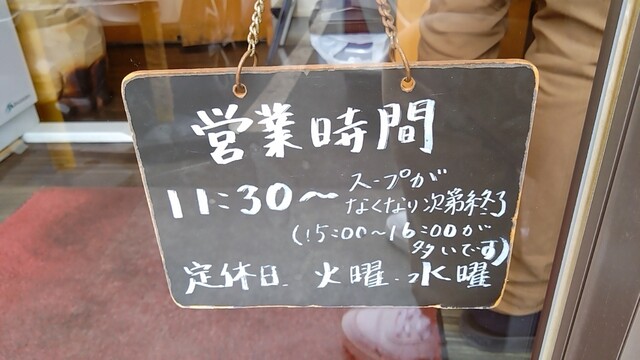 営業時間
11:30〜 スープが
なくなり次第終了
(15:00〜16:00が
多いです)
定休日. 火曜.水曜